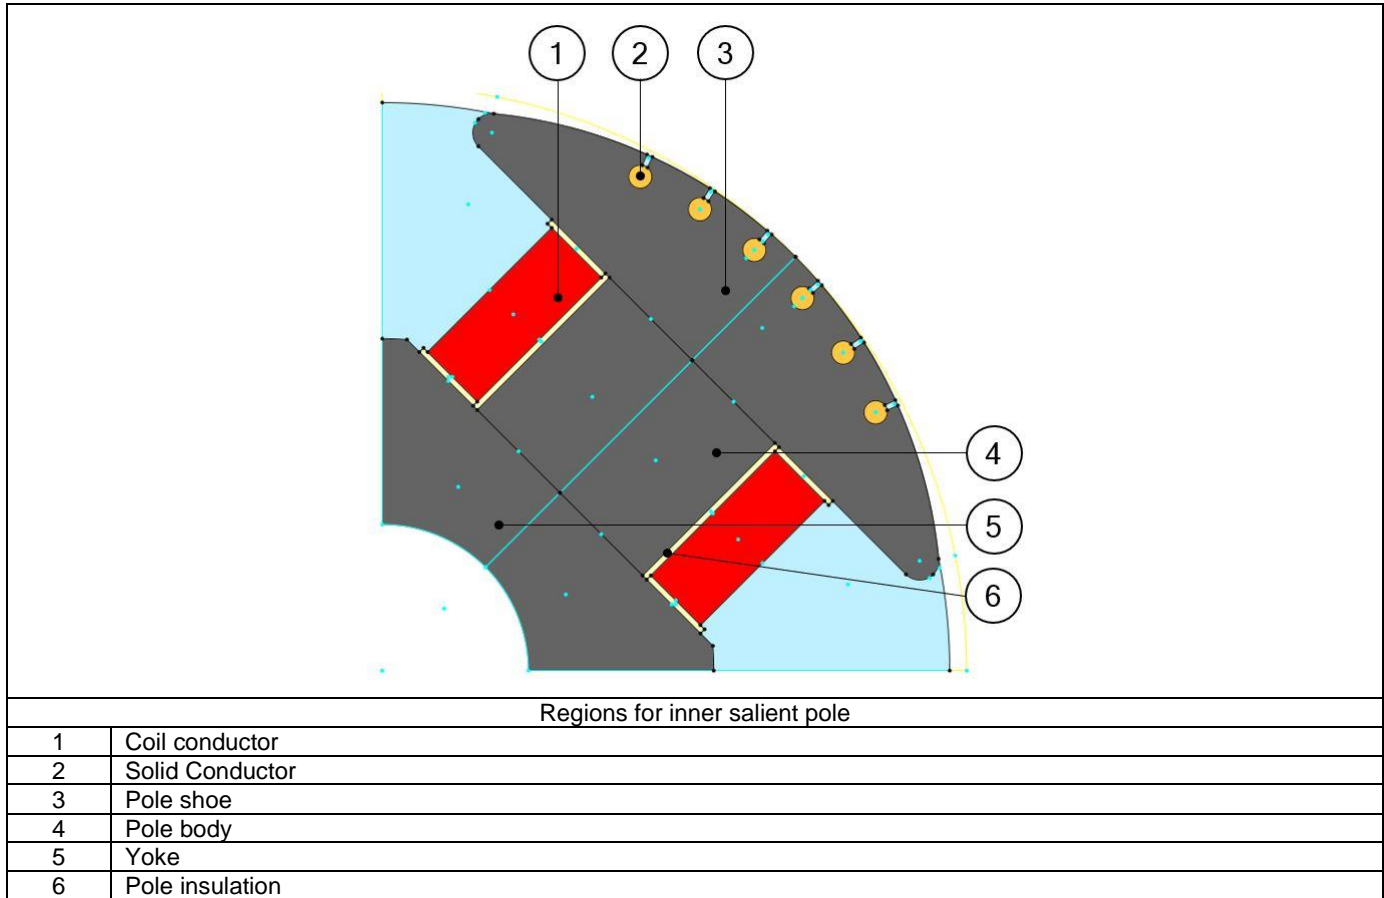 1 2 3
4
5
6
Regions for inner salient pole
1 Coil conductor
2 Solid Conductor
3 Pole shoe
4 Pole body
5 Yoke
6 Pole insulation